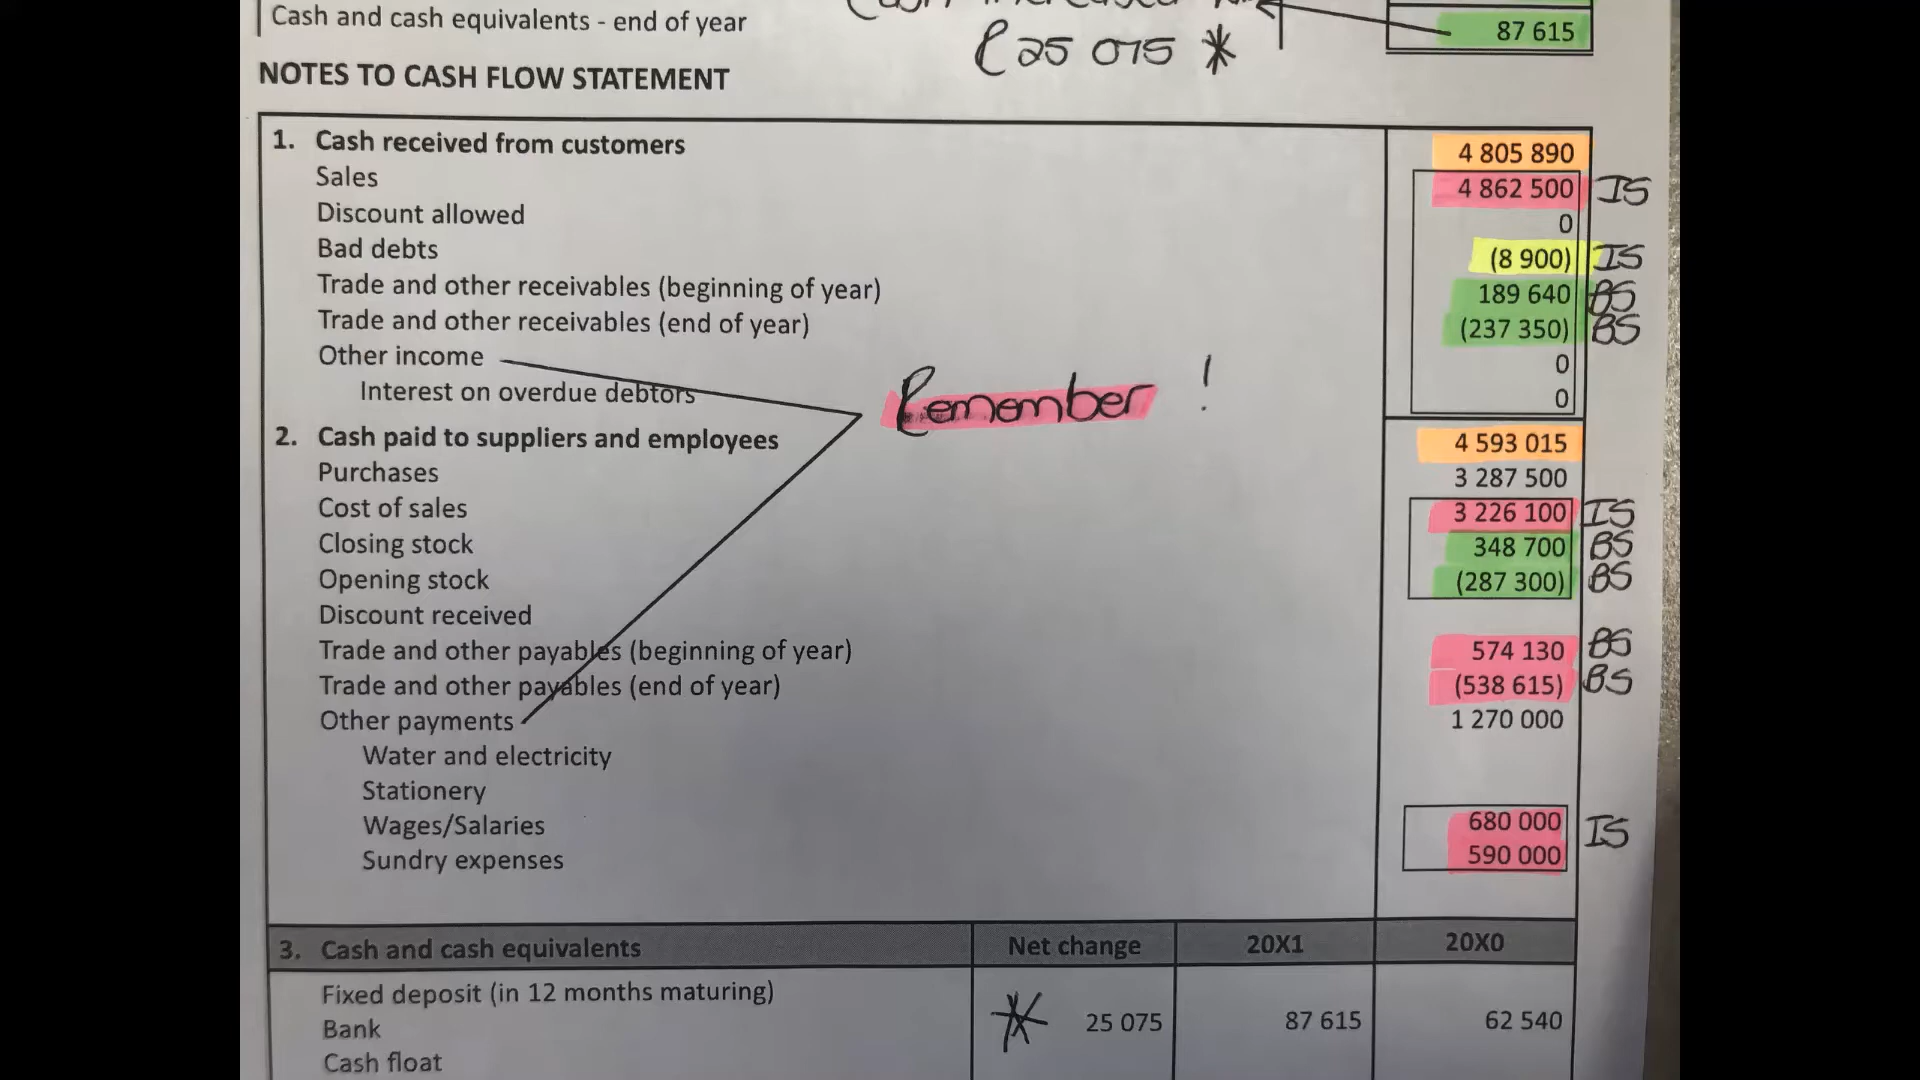 Cash and cash equivalents - end of year 87 615
R 25 075 *
NOTES TO CASH FLOW STATEMENT
1. Cash received from customers 4 805 890
Sales 4 862 500 IS
Discount allowed 0
Bad debts (8 900) IS
Trade and other receivables (beginning of year) 189 640 BS
Trade and other receivables (end of year) (237 350) BS
Other income 0
Interest on overdue debtors 0
Remember !
2. Cash paid to suppliers and employees 4 593 015
Purchases 3 287 500
Cost of sales 3 226 100 IS
Closing stock 348 700 BS
Opening stock (287 300) BS
Discount received
Trade and other payables (beginning of year) 574 130 BS
Trade and other payables (end of year) (538 615) BS
Other payments 1 270 000
Water and electricity
Stationery
Wages/Salaries 680 000 IS
Sundry expenses 590 000
3. Cash and cash equivalents Net change 20X1 20X0
Fixed deposit (in 12 months maturing)
Bank * 25 075 87 615 62 540
Cash float